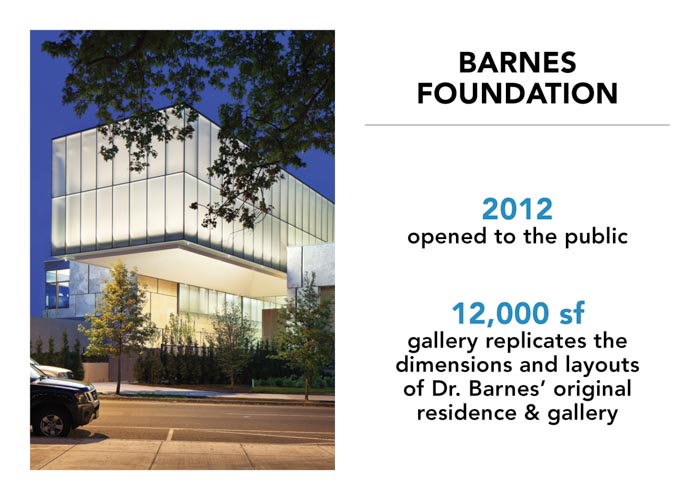 BARNES
FOUNDATION
2012
opened to the public
12,000 sf
gallery replicates the
dimensions and layouts
of Dr. Barnes’ original
residence & gallery